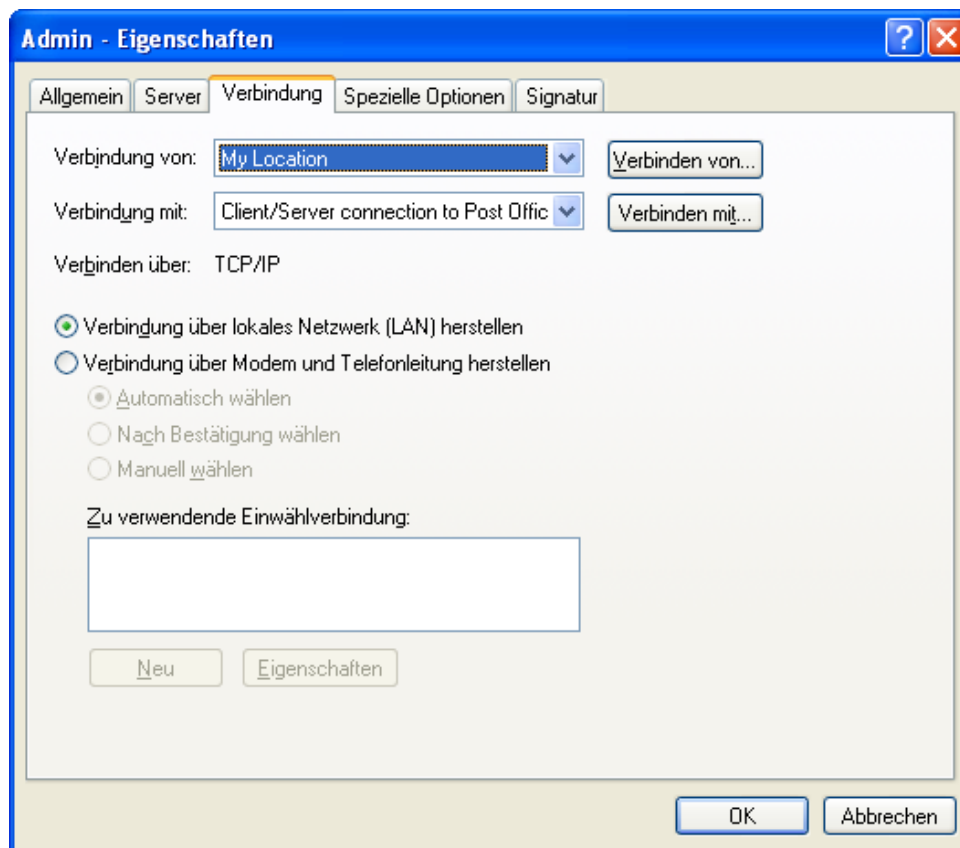 Admin - Eigenschaften
Allgemein Server Verbindung Spezielle Optionen Signatur
Verbindung von: My Location Verbinden von...
Verbindung mit: Client/Server connection to Post Offic Verbinden mit...
Verbinden über: TCP/IP
Verbindung über lokales Netzwerk (LAN) herstellen
Verbindung über Modem und Telefonleitung herstellen
Automatisch wählen
Nach Bestätigung wählen
Manuell wählen
Zu verwendende Einwählverbindung:
Neu Eigenschaften
OK Abbrechen